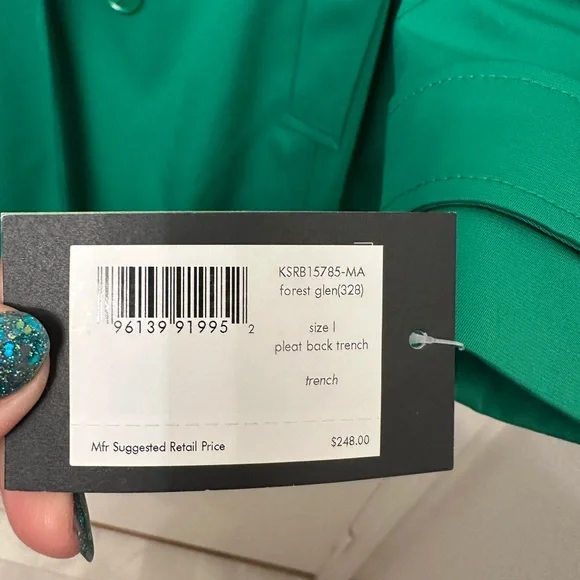 96139 91995 2
KSRB15785-MA
forest glen(328)
size l
pleat back trench
trench
Mfr Suggested Retail Price $248.00